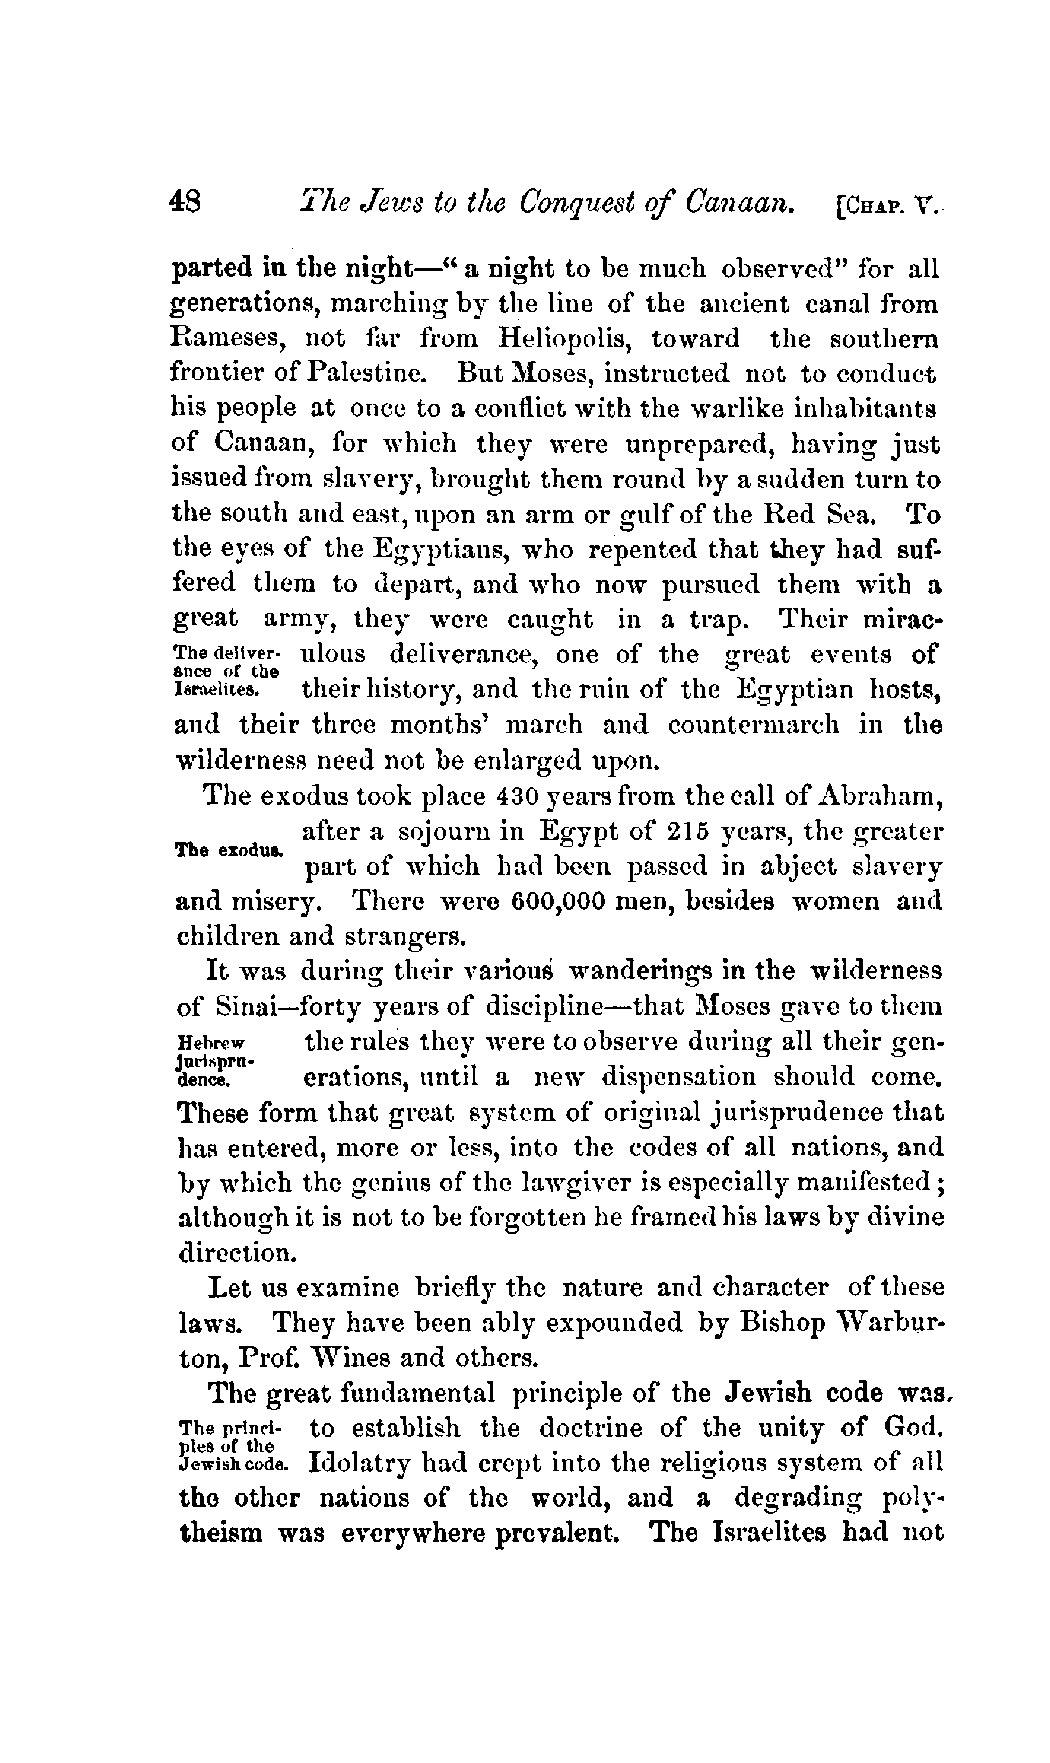 48 The Jews to the Conquest of Canaan. [CHAP. V.
parted in the night—“a night to be much observed” for all
generations, marching by the line of the ancient canal from
Rameses, not far from Heliopolis, toward the southern
frontier of Palestine. But Moses, instructed not to conduct
his people at once to a conflict with the warlike inhabitants
of Canaan, for which they were unprepared, having just
issued from slavery, brought them round by a sudden turn to
the south and east, upon an arm or gulf of the Red Sea. To
the eyes of the Egyptians, who repented that they had suf-
fered them to depart, and who now pursued them with a
great army, they were caught in a trap. Their mirac-
The deliver-
ance of the
Israelites.
ulous deliverance, one of the great events of
their history, and the ruin of the Egyptian hosts,
and their three months’ march and countermarch in the
wilderness need not be enlarged upon.
The exodus took place 430 years from the call of Abraham,
The exodus.
after a sojourn in Egypt of 215 years, the greater
part of which had been passed in abject slavery
and misery. There were 600,000 men, besides women and
children and strangers.
It was during their various wanderings in the wilderness
of Sinai—forty years of discipline—that Moses gave to them
Hebrew
jurispru-
dence.
the rules they were to observe during all their gen-
erations, until a new dispensation should come.
These form that great system of original jurisprudence that
has entered, more or less, into the codes of all nations, and
by which the genius of the lawgiver is especially manifested;
although it is not to be forgotten he framed his laws by divine
direction.
Let us examine briefly the nature and character of these
laws. They have been ably expounded by Bishop Warbur-
ton, Prof. Wines and others.
The great fundamental principle of the Jewish code was
The princi-
ples of the
Jewish code.
to establish the doctrine of the unity of God.
Idolatry had crept into the religious system of all
the other nations of the world, and a degrading poly-
theism was everywhere prevalent. The Israelites had not